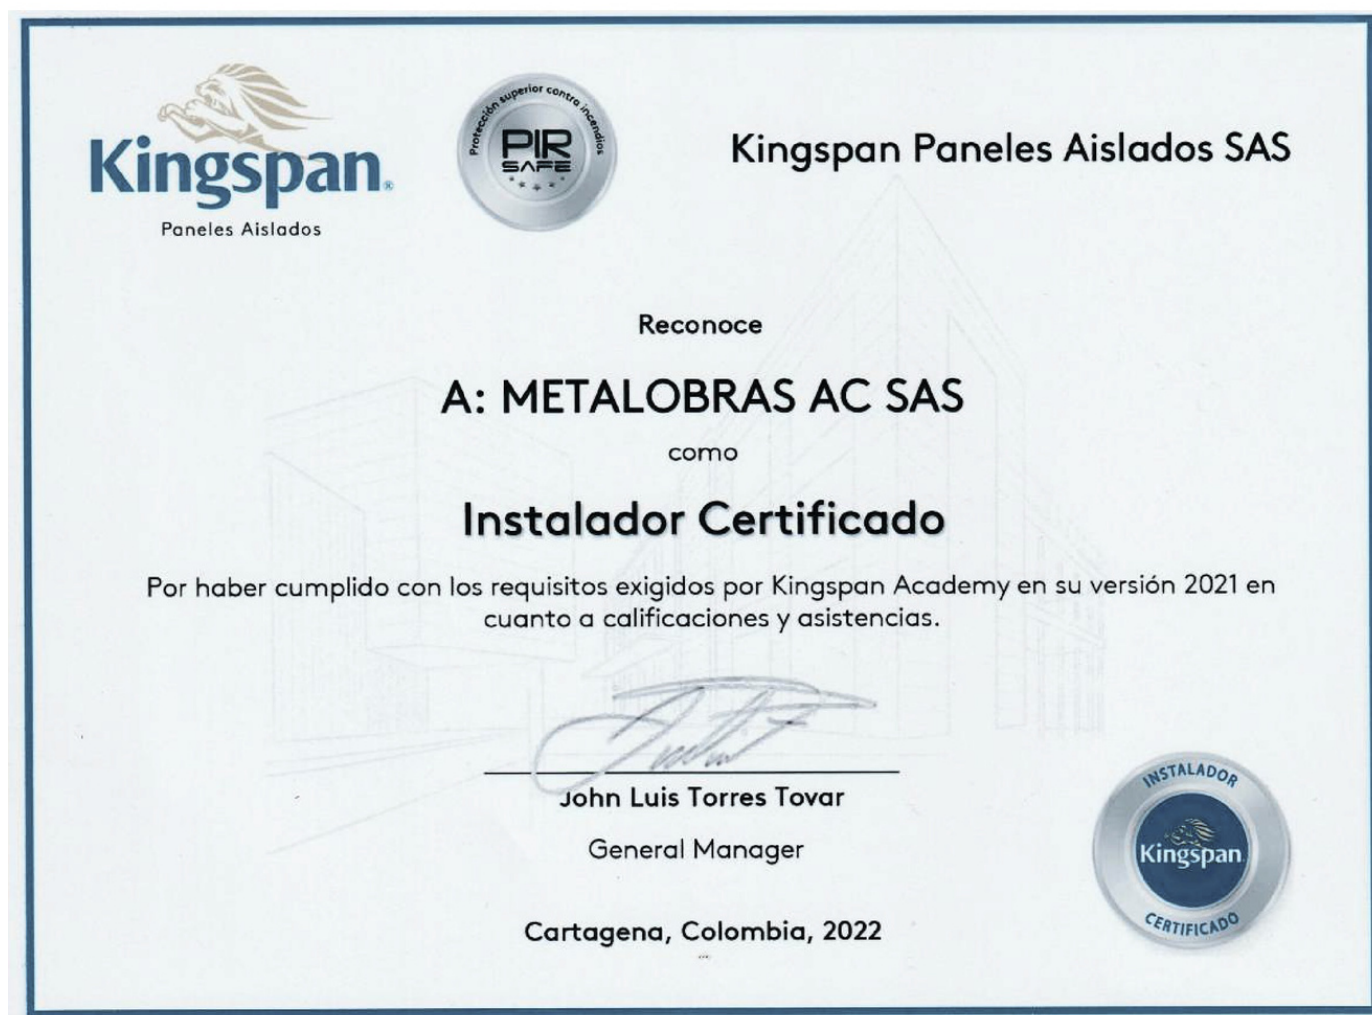 Kingspan®
Paneles Aislados
Protección superior contra incendios
PIR
SAFE
Kingspan Paneles Aislados SAS
Reconoce
A: METALOBRAS AC SAS
como
Instalador Certificado
Por haber cumplido con los requisitos exigidos por Kingspan Academy en su versión 2021 en
cuanto a calificaciones y asistencias.
John Luis Torres Tovar
General Manager
Cartagena, Colombia, 2022
INSTALADOR
Kingspan
CERTIFICADO